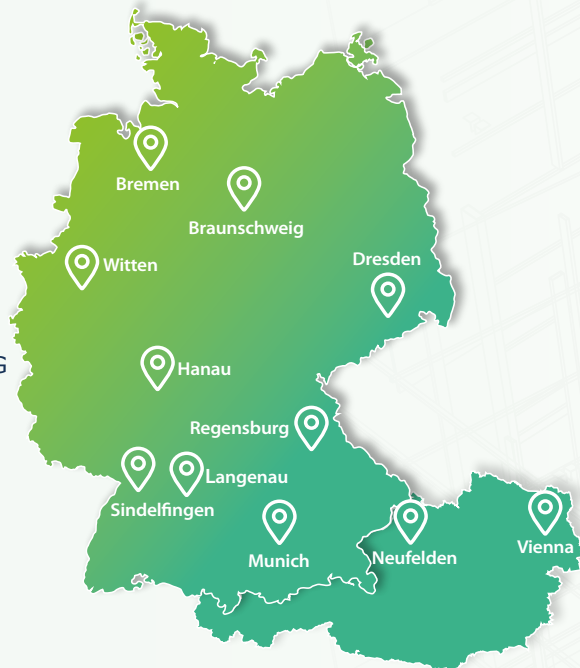 Bremen
Braunschweig
Witten
Dresden
G
Hanau
Regensburg
Langenau
Sindelfingen
Munich
Neufelden
Vienna